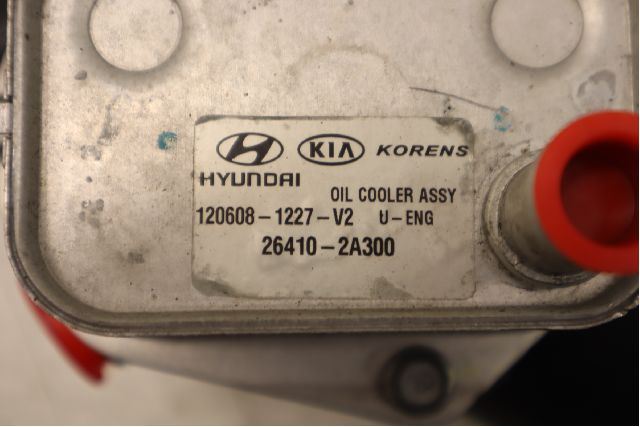 KIA KORENS
HYUNDAI
OIL COOLER ASSY
120608-1227-V2 U-ENG
26410-2A300